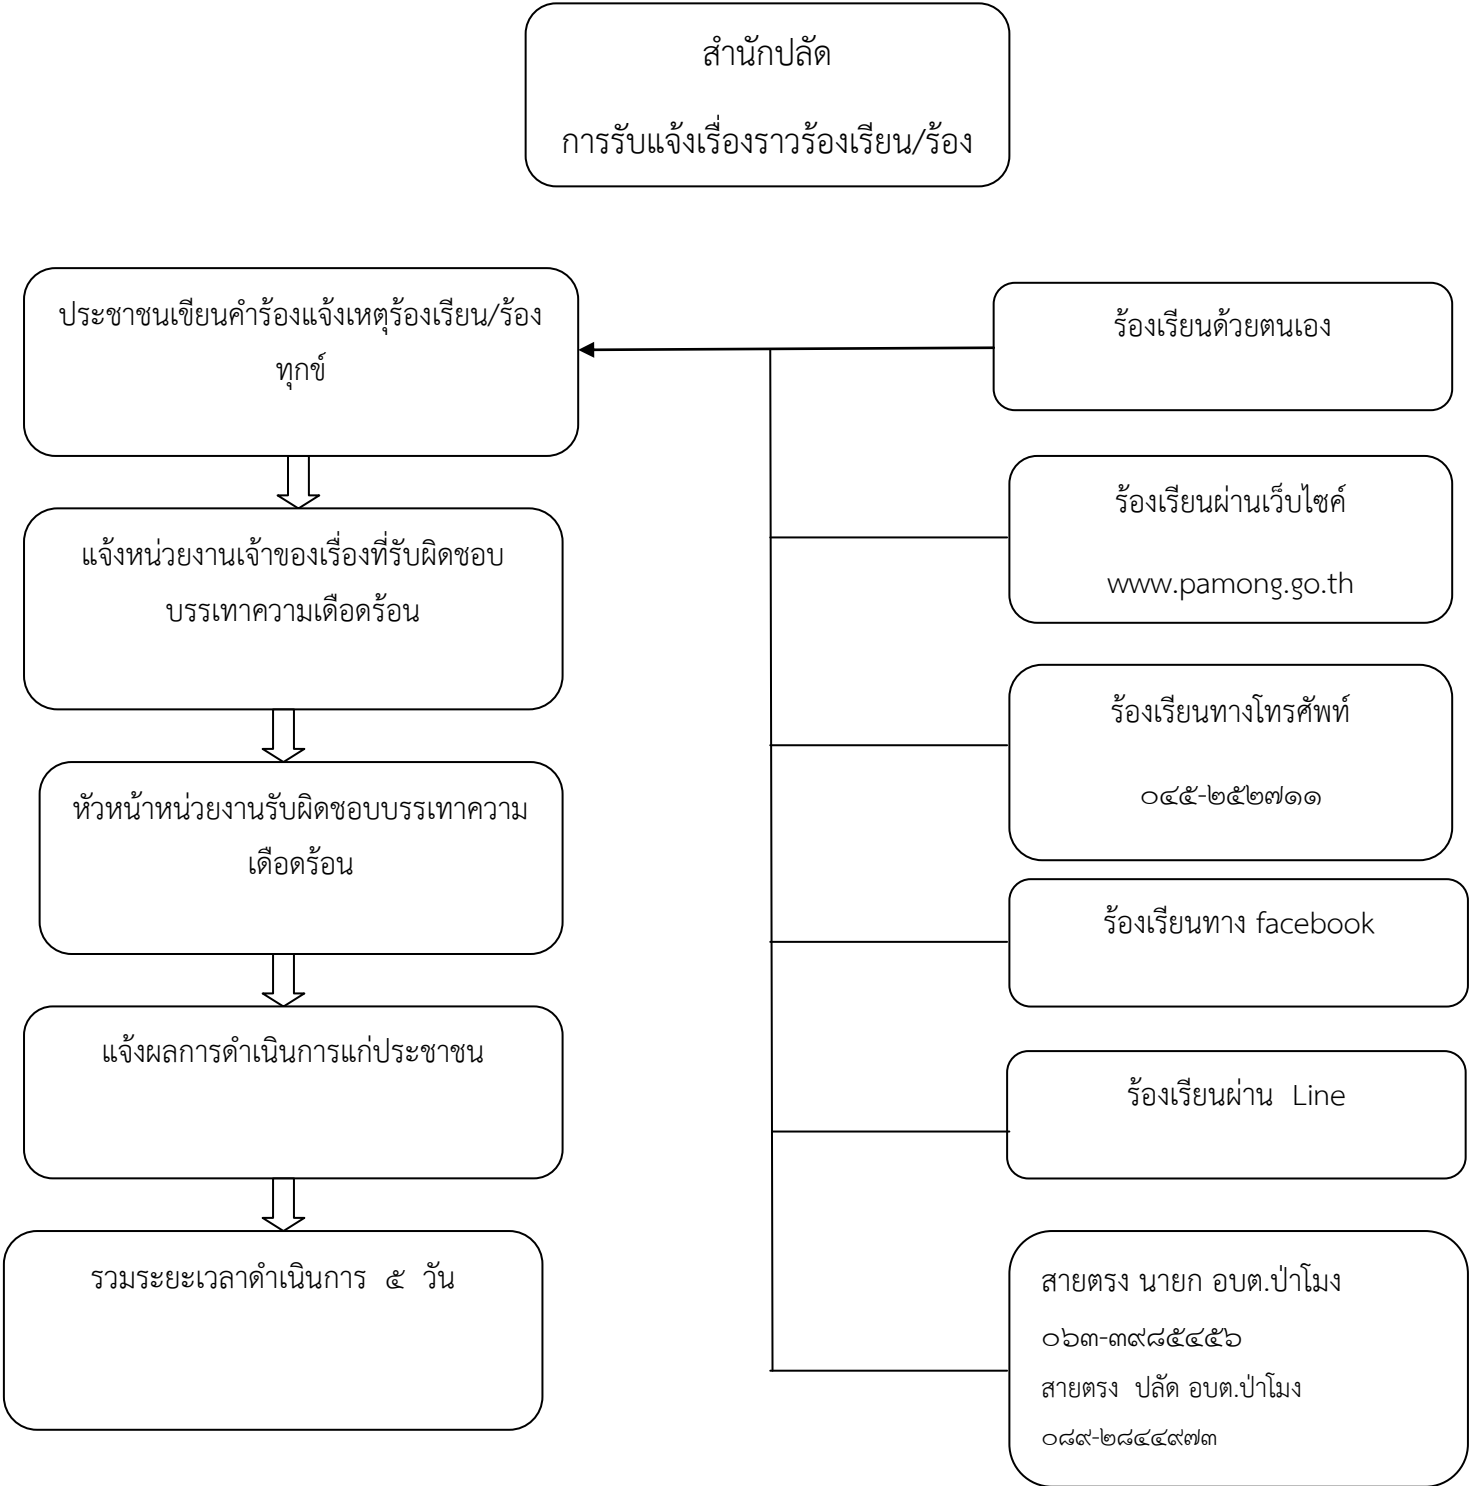 สำนักปลัด
การรับแจ้งเรื่องราวร้องเรียน/ร้อง
ประชาชนเขียนคำร้องแจ้งเหตุร้องเรียน/ร้อง
ทุกข์
แจ้งหน่วยงานเจ้าของเรื่องที่รับผิดชอบ
บรรเทาความเดือดร้อน
หัวหน้าหน่วยงานรับผิดชอบบรรเทาความ
เดือดร้อน
แจ้งผลการดำเนินการแก่ประชาชน
รวมระยะเวลาดำเนินการ ๕ วัน
ร้องเรียนด้วยตนเอง
ร้องเรียนผ่านเว็บไซค์
www.pamong.go.th
ร้องเรียนทางโทรศัพท์
๐๔๕-๒๕๒๗๑๑
ร้องเรียนทาง facebook
ร้องเรียนผ่าน Line
สายตรง นายก อบต.ป่าโมง
๐๖๓-๓๙๘๕๔๕๖
สายตรง ปลัด อบต.ป่าโมง
๐๘๙-๒๘๔๔๙๗๓